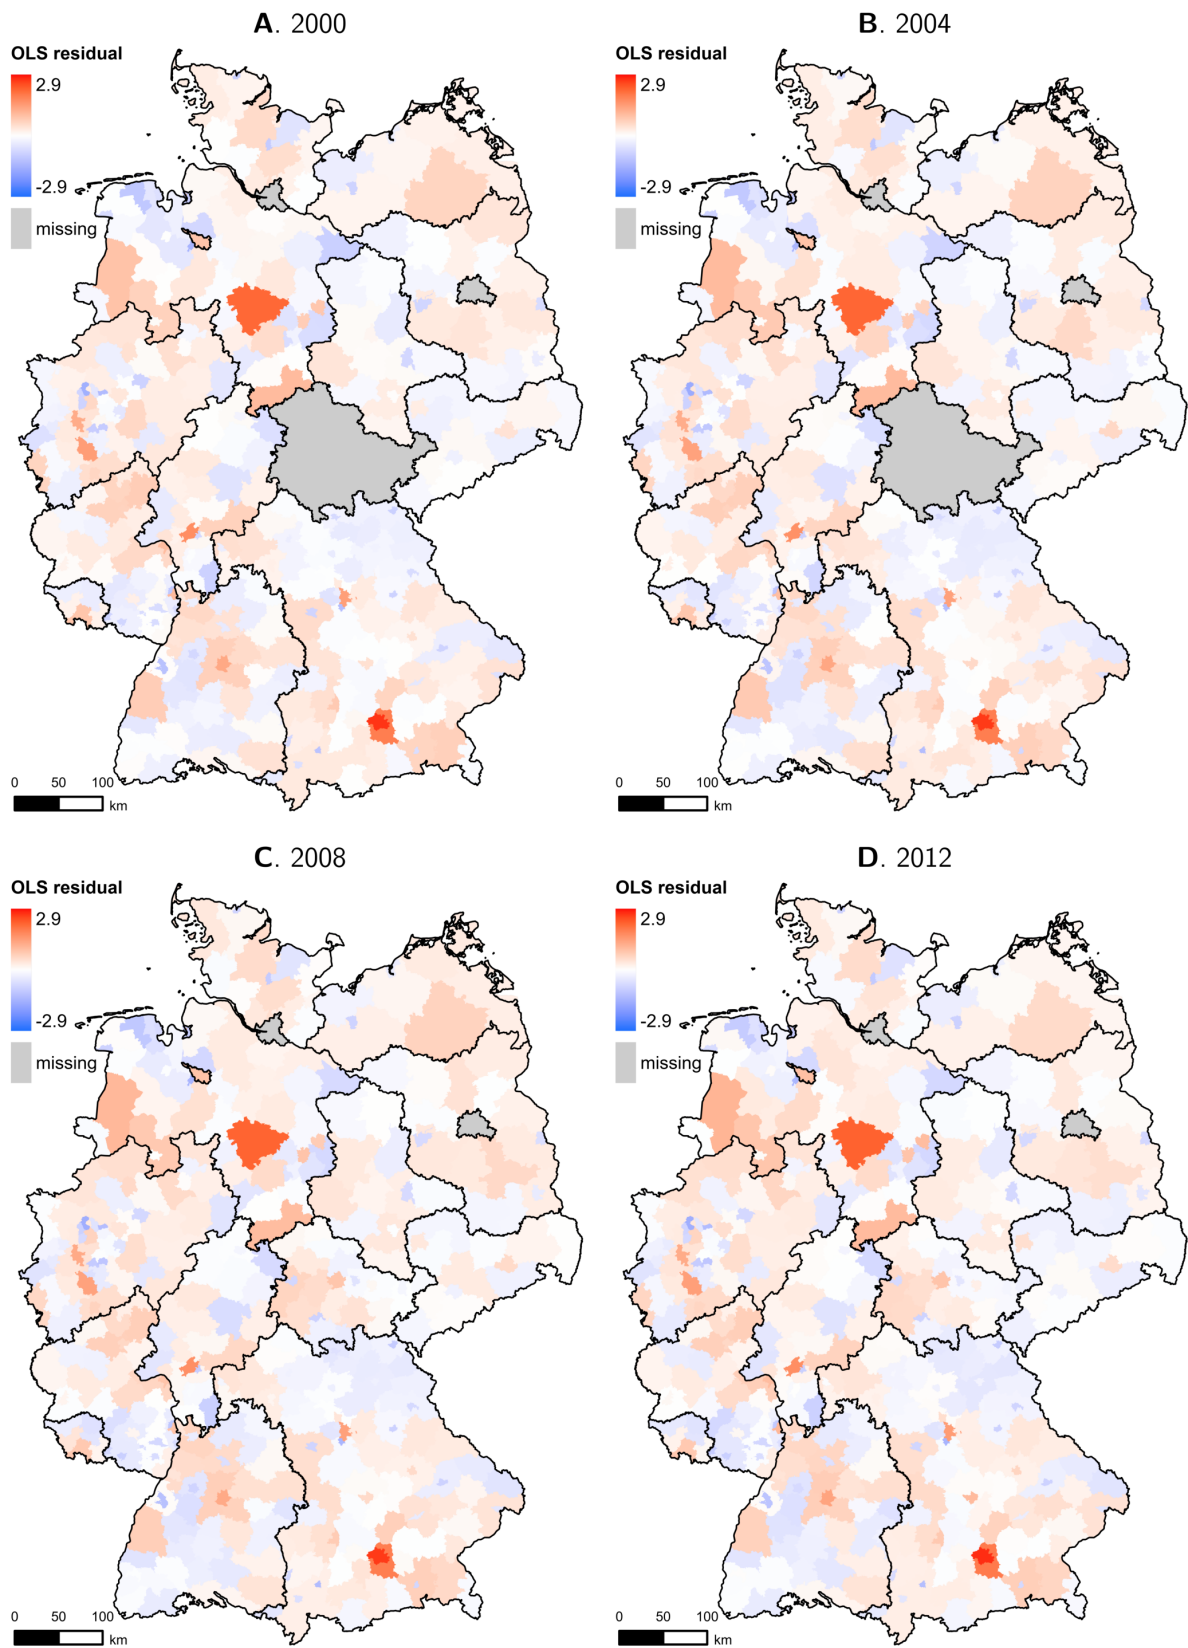 A. 2000
OLS residual
2.9
-2.9
missing
0 50 100
km
B. 2004
OLS residual
2.9
-2.9
missing
0 50 100
km
C. 2008
OLS residual
2.9
-2.9
missing
0 50 100
km
D. 2012
OLS residual
2.9
-2.9
missing
0 50 100
km